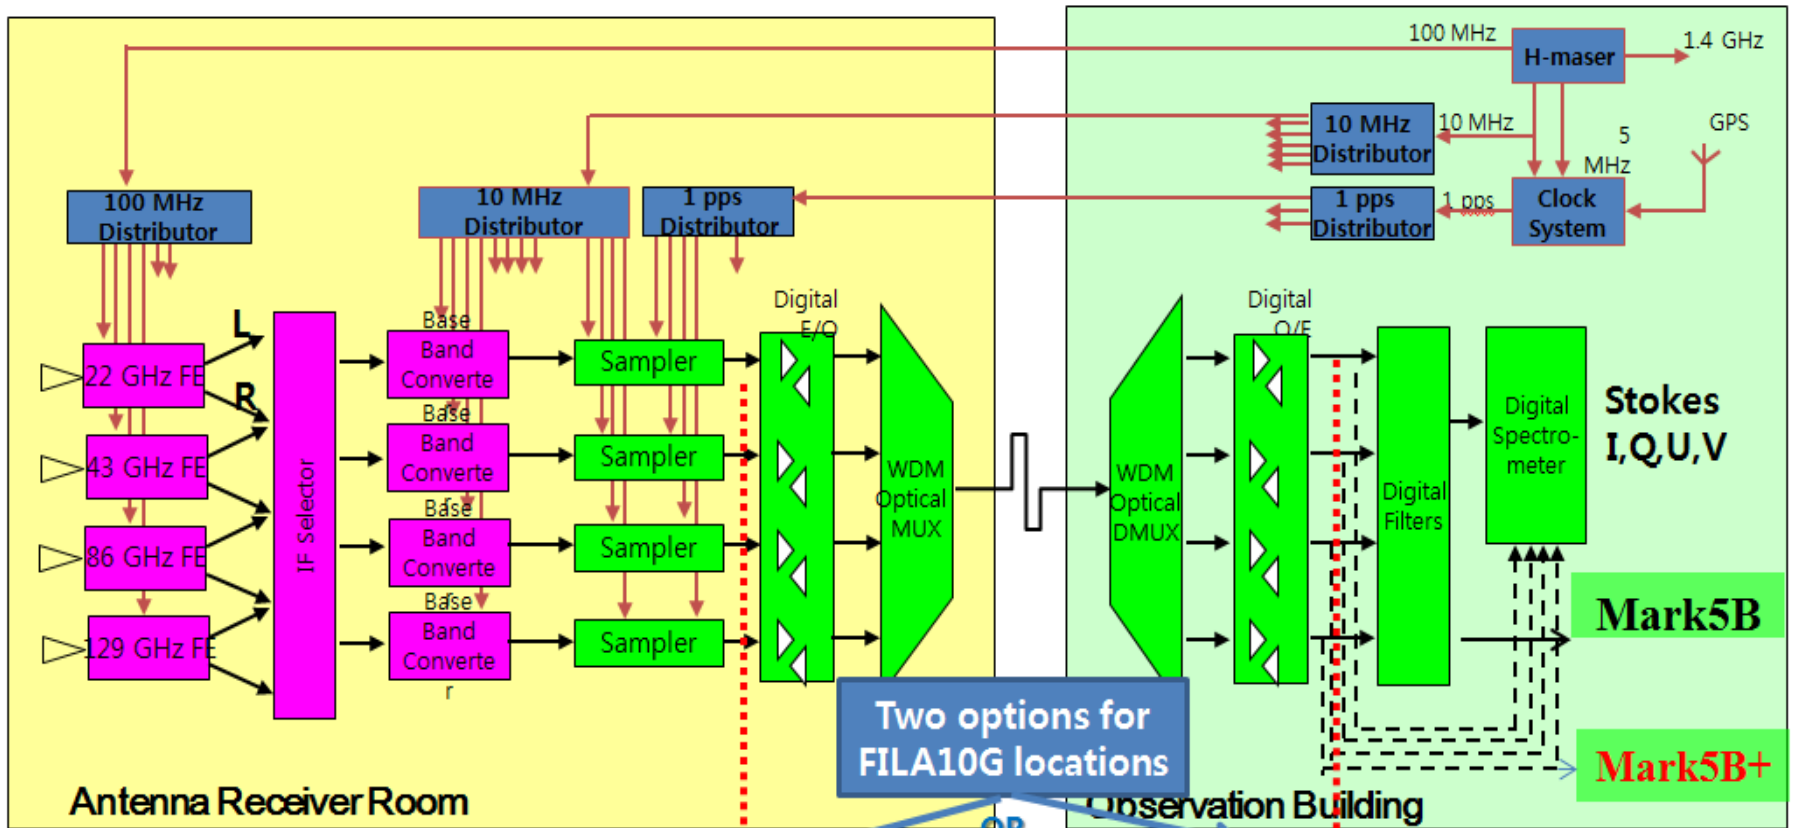 100 MHz
H-maser
1.4 GHz
10 MHz
Distributor
10 MHz
5
MHz
GPS
100 MHz
Distributor
10 MHz
Distributor
1 pps
Distributor
1 pps
Distributor
1 pps
Clock
System
Digital
E/O
Digital
O/E
L
R
22 GHz FE
43 GHz FE
86 GHz FE
129 GHz FE
IF Selector
Base
Band
Converte
r
Base
Band
Converte
r
Base
Band
Converte
r
Base
Band
Converte
r
Sampler
Sampler
Sampler
Sampler
WDM
Optical
MUX
WDM
Optical
DMUX
Digital
Filters
Digital
Spectro-
meter
Stokes
I,Q,U,V
Mark5B
Mark5B+
Two options for
FILA10G locations
Antenna Receiver Room
Observation Building
OR